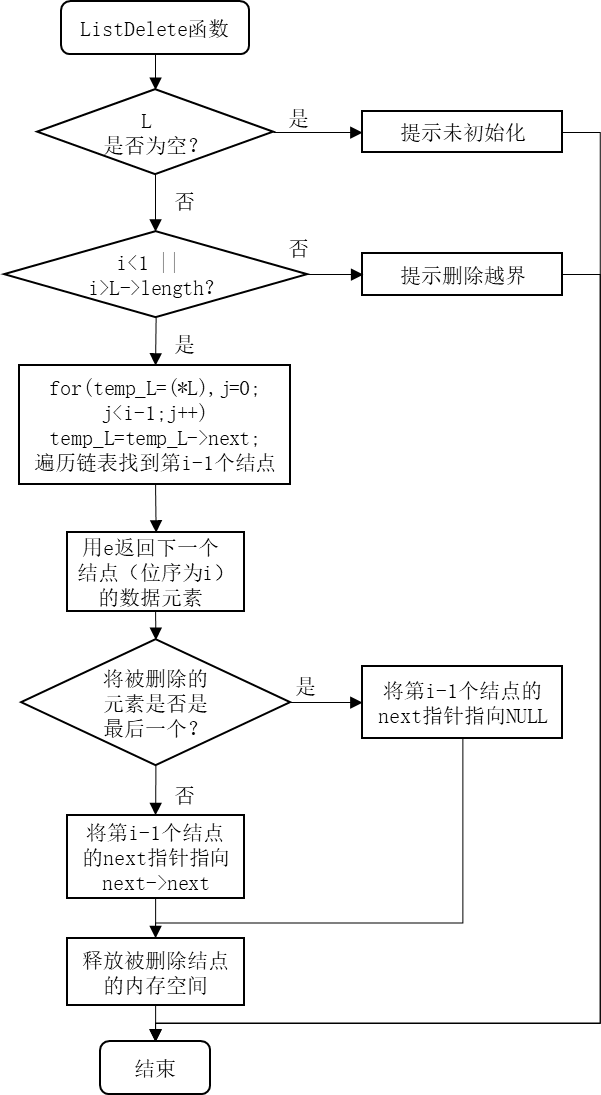 ListDelete函数
L
是否为空?
是
提示未初始化
否
i<1 ||
i>L->length?
否
提示删除越界
是
for(temp_L=(*L),j=0;
j<i-1;j++)
temp_L=temp_L->next;
遍历链表找到第i-1个结点
用e返回下一个
结点（位序为i）
的数据元素
将被删除的
元素是否是
最后一个?
是
将第i-1个结点的
next指针指向NULL
否
将第i-1个结点
的next指针指向
next->next
释放被删除结点
的内存空间
结束